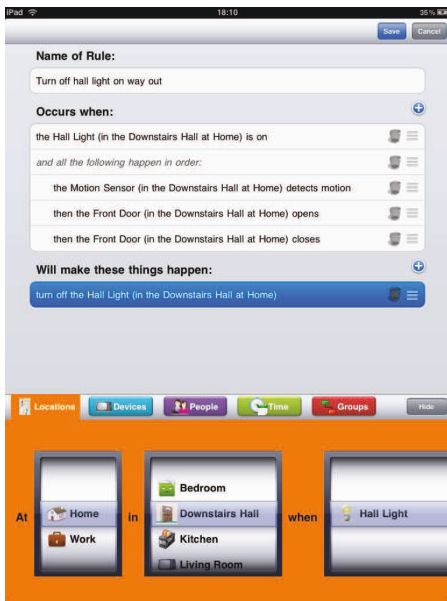 iPad 18:10 35%
Save Cancel
Name of Rule:
Turn off hall light on way out
Occurs when:
the Hall Light (in the Downstairs Hall at Home) is on
and all the following happen in order:
the Motion Sensor (in the Downstairs Hall at Home) detects motion
then the Front Door (in the Downstairs Hall at Home) opens
then the Front Door (in the Downstairs Hall at Home) closes
Will make these things happen:
turn off the Hall Light (in the Downstairs Hall at Home)
Locations Devices People Time Groups Hide
Bedroom
At Home in Downstairs Hall when Hall Light
Work Kitchen
Living Room